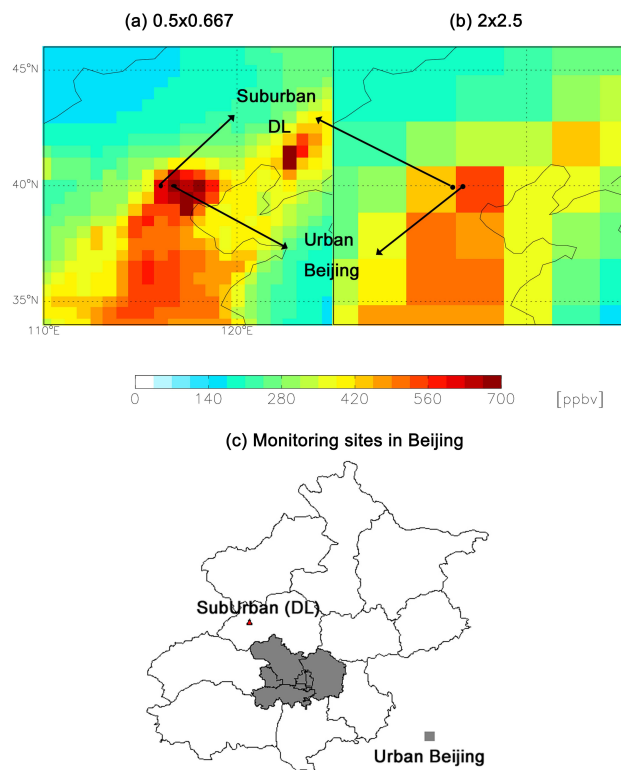 (a) 0.5x0.667
(b) 2x2.5
45°N
40°N
35°N
110°E
120°E
Suburban
DL
Urban
Beijing
0
140
280
420
560
700
[ppbv]
(c) Monitoring sites in Beijing
SubUrban (DL)
Urban Beijing